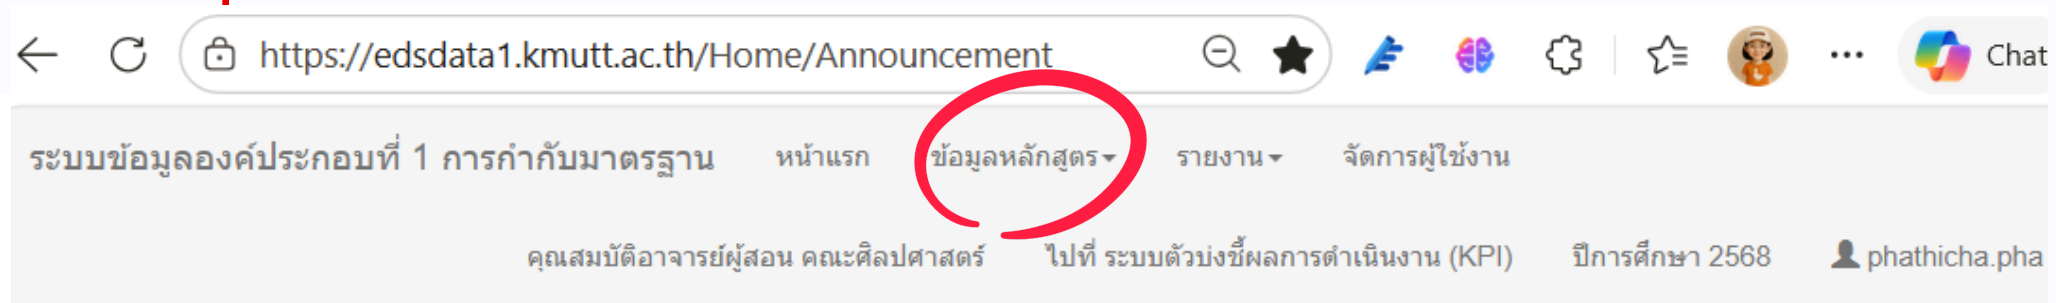 https://edsdata1.kmutt.ac.th/Home/Announcement Chat
ระบบข้อมูลองค์ประกอบที่ 1 การกำกับมาตรฐาน หน้าแรก ข้อมูลหลักสูตร รายงาน จัดการผู้ใช้งาน
คุณสมบัติอาจารย์ผู้สอน คณะศิลปศาสตร์ ไปที่ ระบบตัวบ่งชี้ผลการดำเนินงาน (KPI) ปีการศึกษา 2568 phathicha.pha